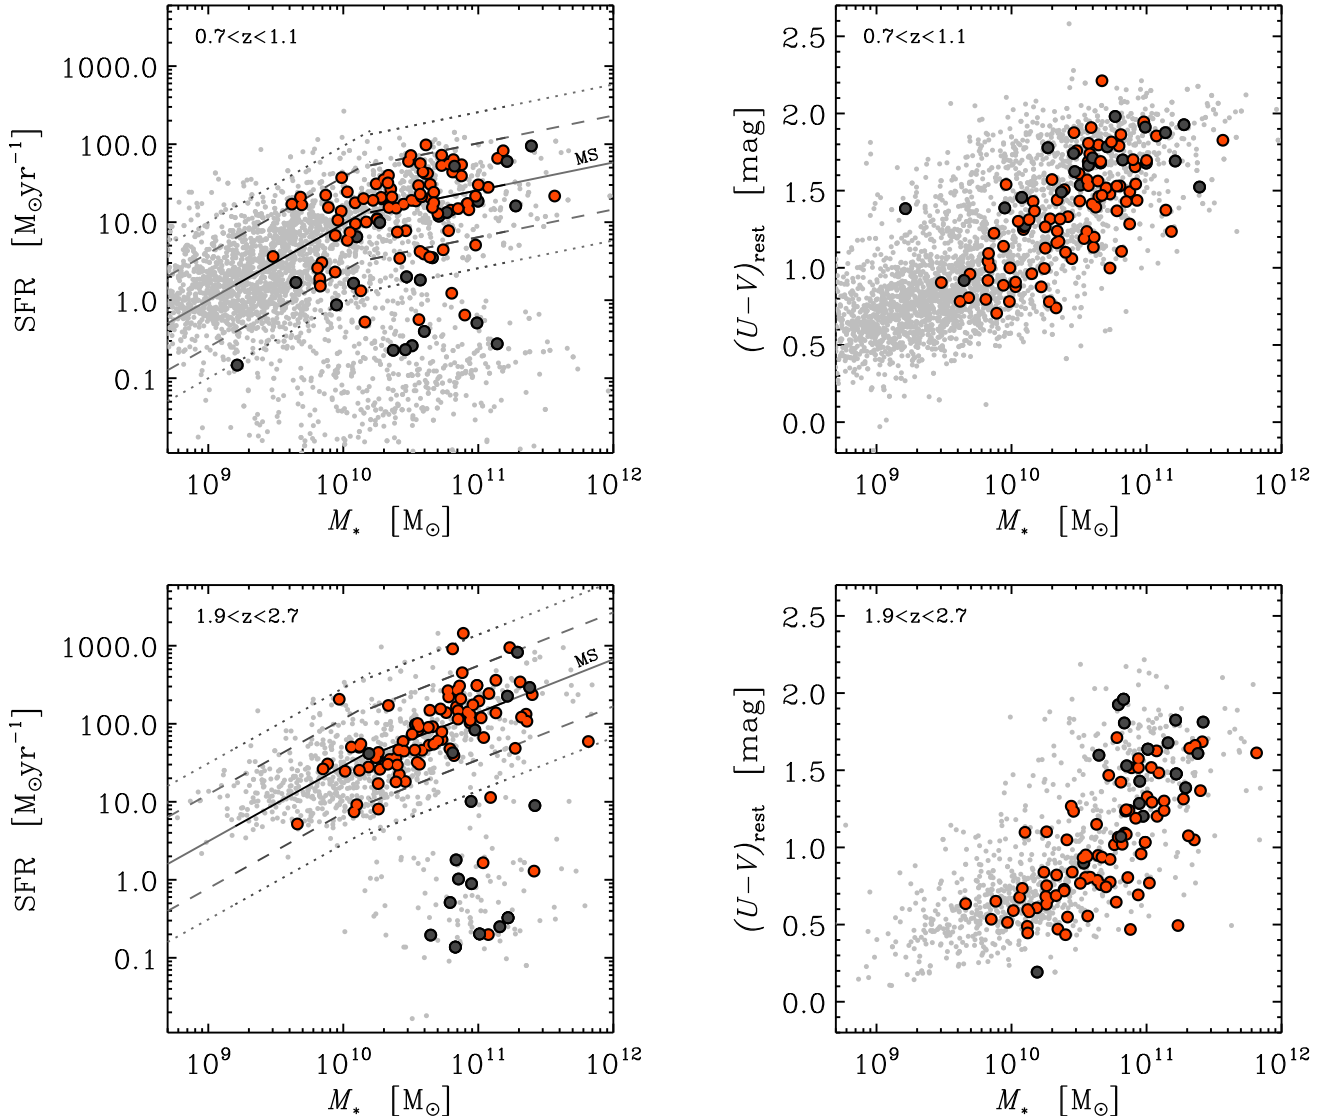 0.7<z<1.1
1000.0
100.0
10.0
1.0
0.1
SFR [M⊙yr⁻¹]
MS
10⁹ 10¹⁰ 10¹¹ 10¹²
M* [M⊙]
0.7<z<1.1
2.5
2.0
1.5
1.0
0.5
0.0
(U−V)rest [mag]
10⁹ 10¹⁰ 10¹¹ 10¹²
M* [M⊙]
1.9<z<2.7
1000.0
100.0
10.0
1.0
0.1
SFR [M⊙yr⁻¹]
MS
10⁹ 10¹⁰ 10¹¹ 10¹²
M* [M⊙]
1.9<z<2.7
2.5
2.0
1.5
1.0
0.5
0.0
(U−V)rest [mag]
10⁹ 10¹⁰ 10¹¹ 10¹²
M* [M⊙]